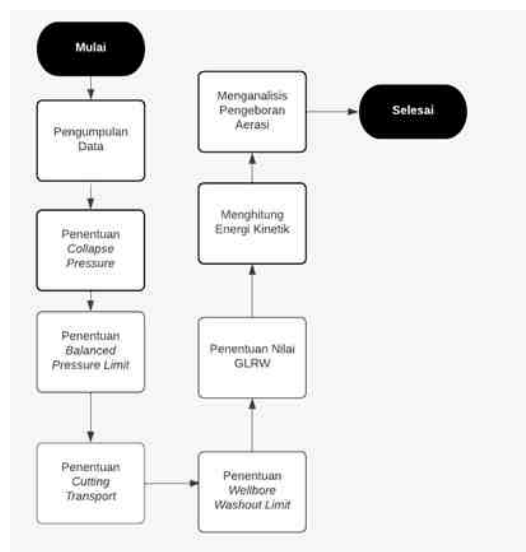 Mulai
Pengumpulan
Data
Penentuan
Collapse
Pressure
Penentuan
Balanced
Pressure Limit
Penentuan
Cutting
Transport
Penentuan
Wellbore
Washout Limit
Penentuan Nilai
GLRW
Menghitung
Energi Kinetik
Menganalisis
Pengeboran
Aerasi
Selesai